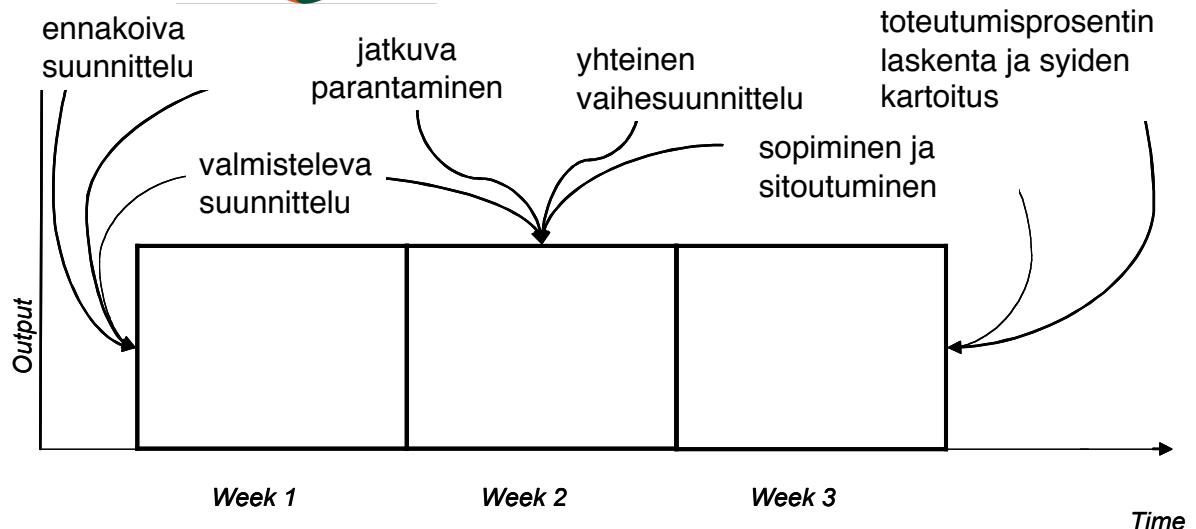 ennakoiva
suunnittelu
jatkuva
parantaminen
yhteinen
vaihesuunnittelu
toteutumisprosentin
laskenta ja syiden
kartoitus
valmisteleva
suunnittelu
sopiminen ja
sitoutuminen
Output
Week 1
Week 2
Week 3
Time